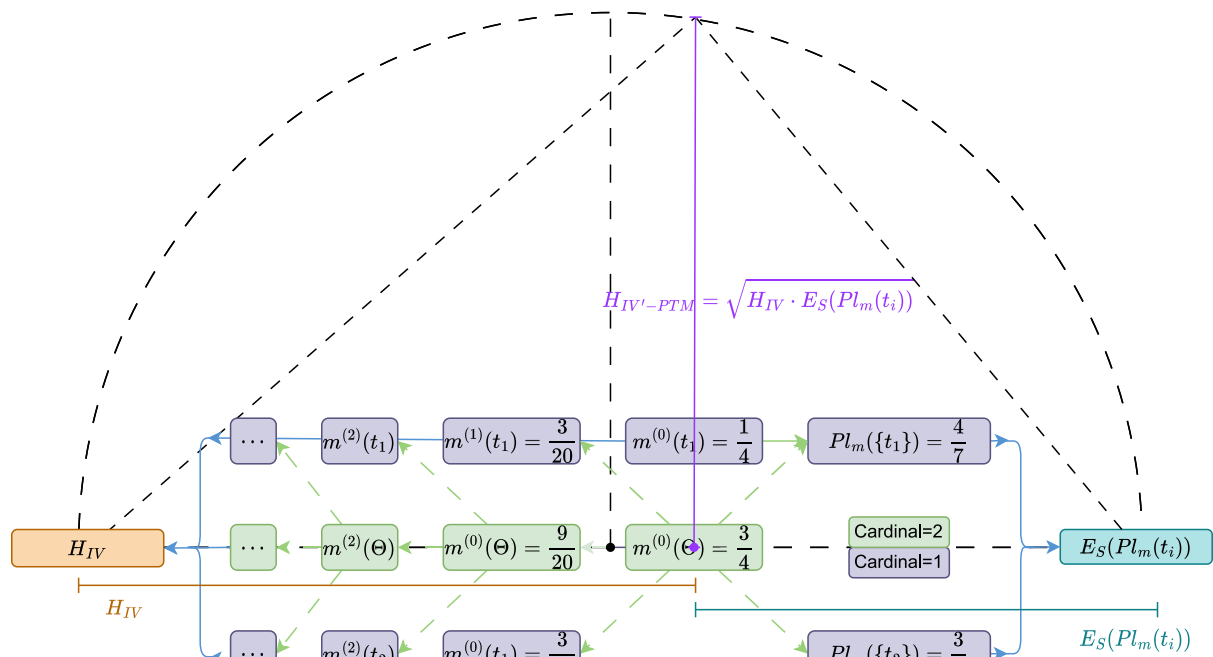 H_{IV'-PTM} = √(H_{IV} · E_S(Pl_m(t_i)))
⋯ m^{(2)}(t_1) m^{(1)}(t_1) = 3/20 m^{(0)}(t_1) = 1/4 Pl_m({t_1}) = 4/7
H_{IV} ⋯ m^{(2)}(Θ) m^{(0)}(Θ) = 9/20 m^{(0)}(Θ) = 3/4 Cardinal=2 E_S(Pl_m(t_i))
Cardinal=1
H_{IV}
E_S(Pl_m(t_i))